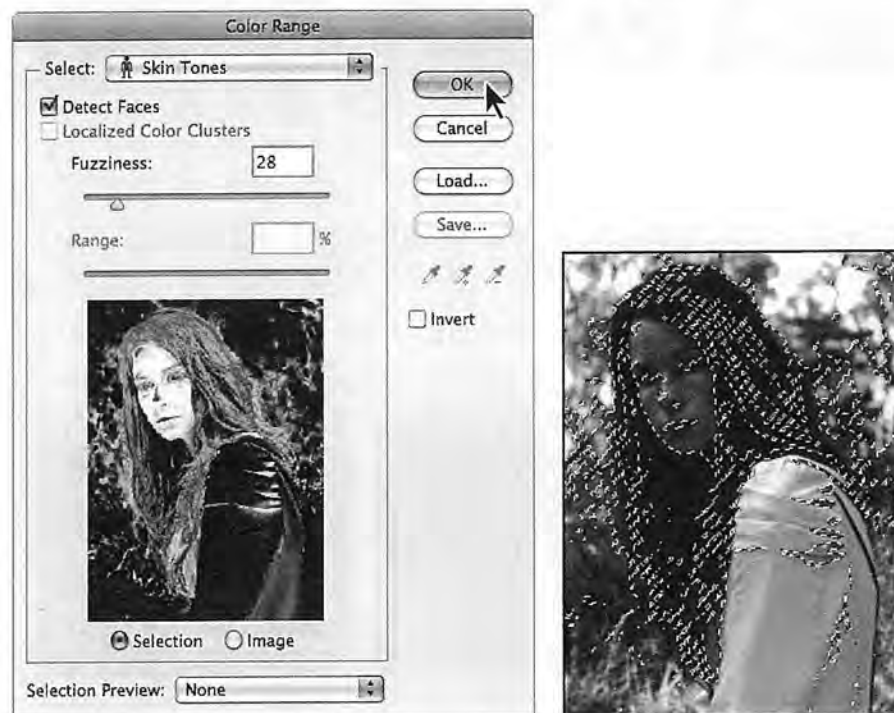 Color Range
Select: Skin Tones
Detect Faces
Localized Color Clusters
Fuzziness: 28
Range: %
Selection
Image
Selection Preview: None
OK
Cancel
Load...
Save...
Invert